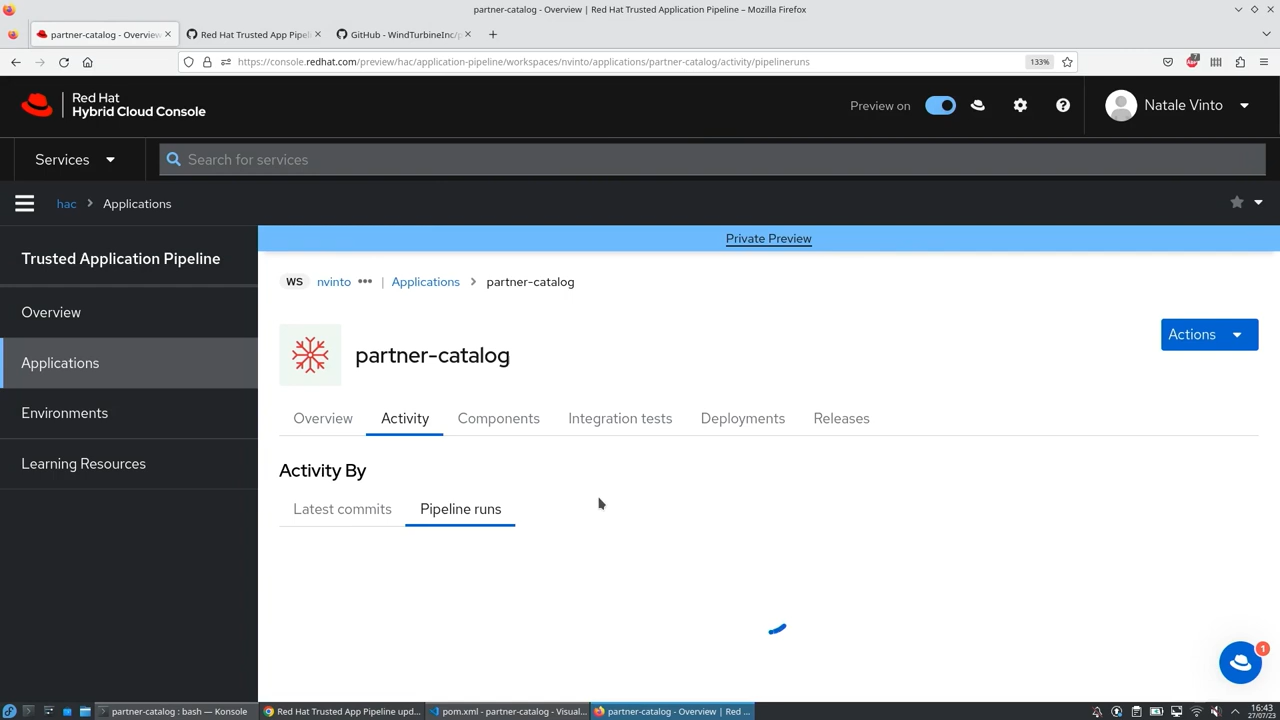 partner-catalog - Overview | Red Hat Trusted Application Pipeline – Mozilla Firefox
partner-catalog - Overview
Red Hat Trusted App Pipeli
GitHub - WindTurbineInc/p
https://console.redhat.com/preview/hac/application-pipeline/workspaces/nvinto/applications/partner-catalog/activity/pipelineruns
133%
7
Red Hat
Hybrid Cloud Console
Preview on
Natale Vinto
Services
Search for services
hac
Applications
Private Preview
Trusted Application Pipeline
Overview
Applications
Environments
Learning Resources
WS nvinto ••• | Applications > partner-catalog
partner-catalog
Actions
Overview
Activity
Components
Integration tests
Deployments
Releases
Activity By
Latest commits
Pipeline runs
1
partner-catalog : bash — Konsole
Red Hat Trusted App Pipeline upd...
pom.xml - partner-catalog - Visual...
partner-catalog - Overview | Red ...
16:43
27/07/23